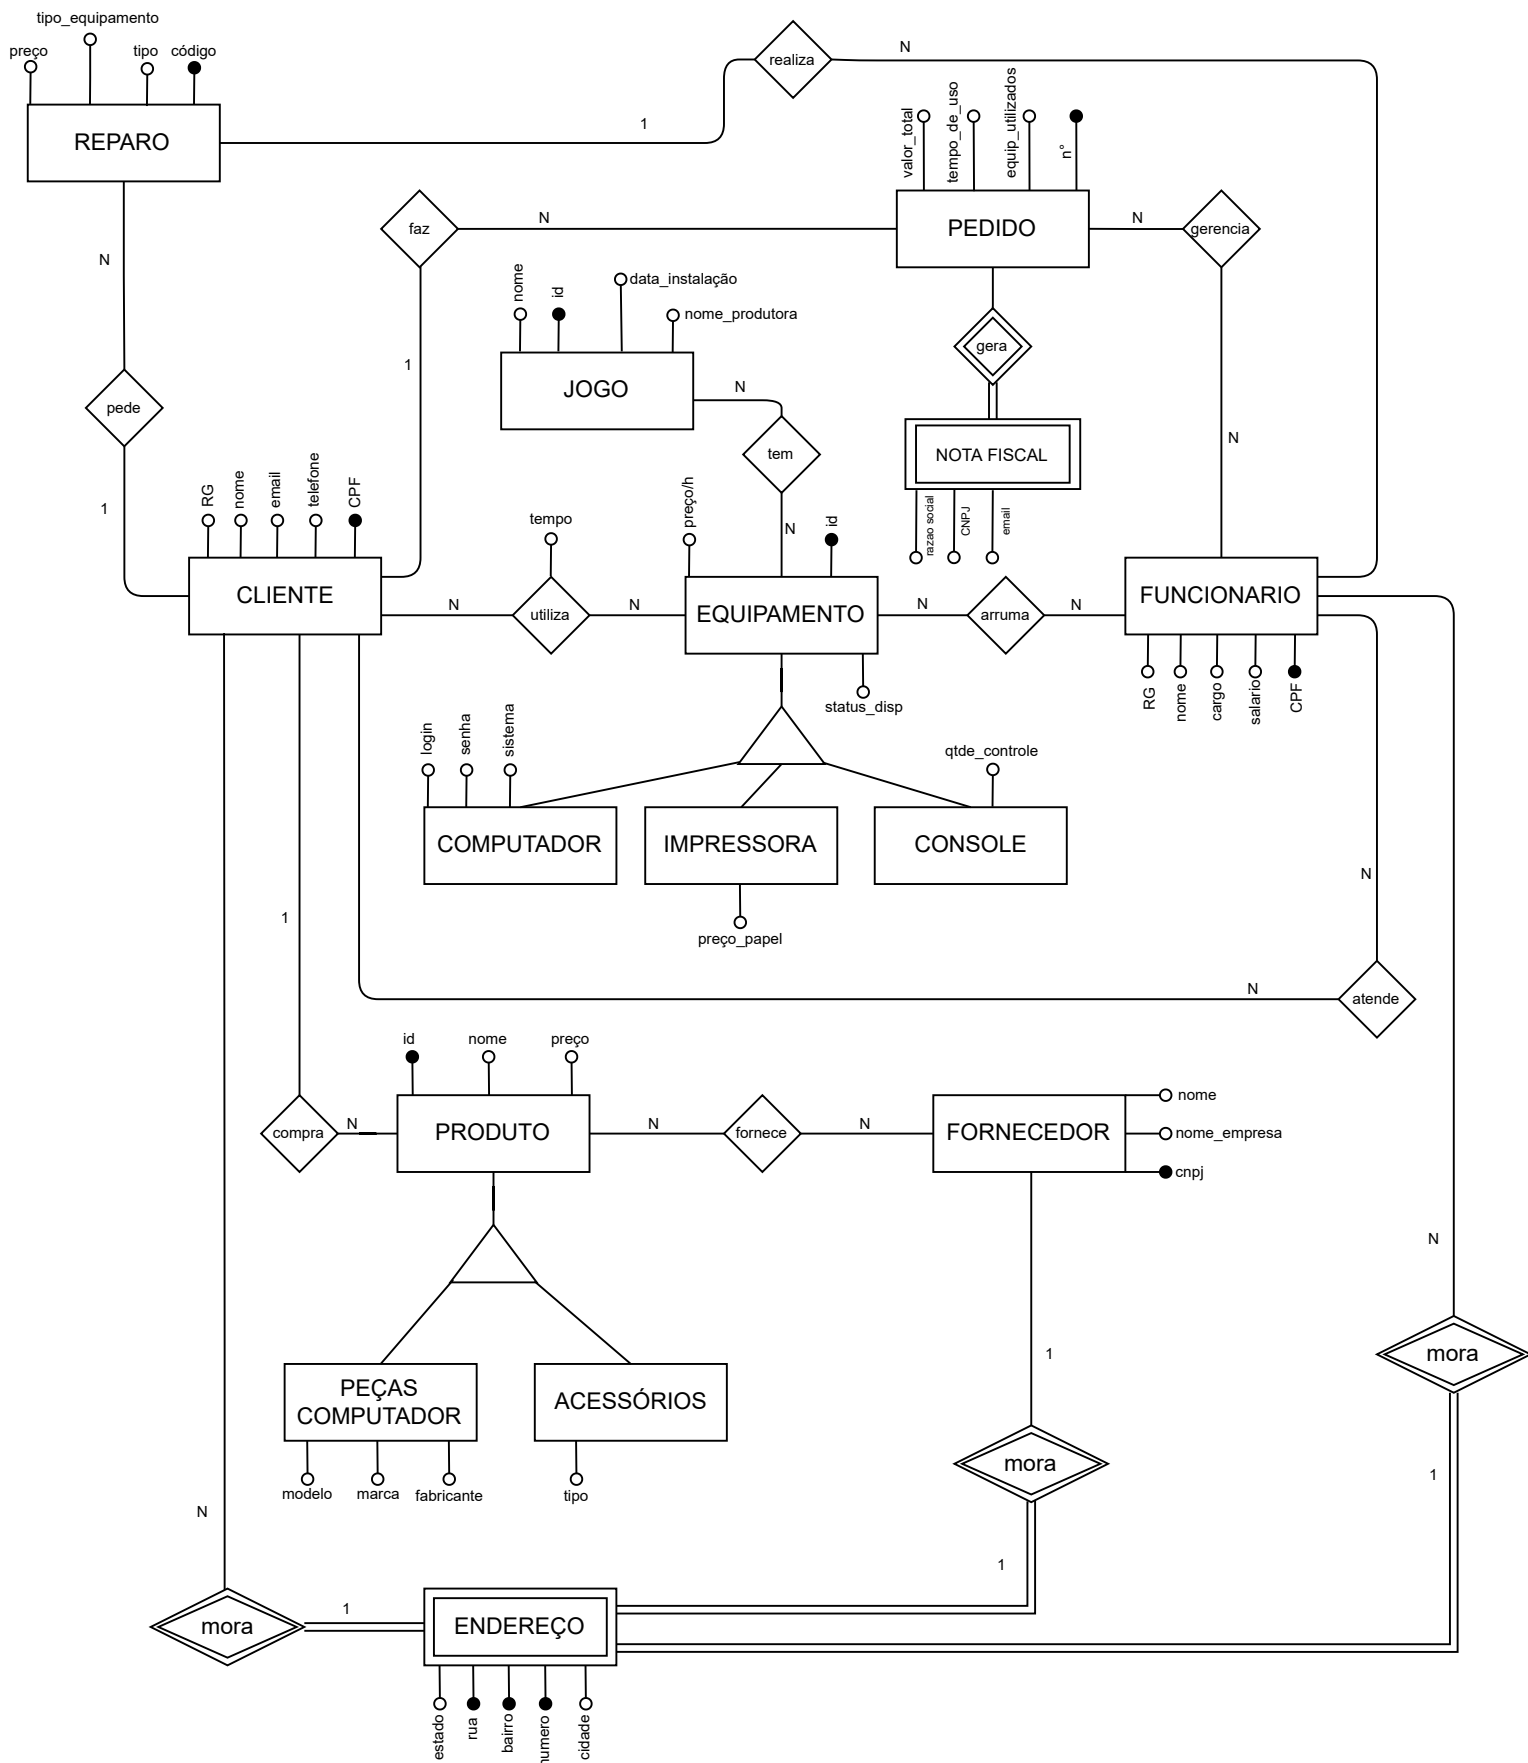 tipo_equipamento
preço
tipo
código
REPARO
realiza
N
1
valor_total
tempo_de_uso
equip_utilizados
n°
PEDIDO
faz
N
N
gerencia
N
1
nome
id
data_instalação
nome_produtora
JOGO
N
tem
N
gera
NOTA FISCAL
razao social
CNPJ
email
N
pede
1
RG
nome
email
telefone
CPF
CLIENTE
tempo
N
utiliza
N
preço/h
id
EQUIPAMENTO
status_disp
N
arruma
N
FUNCIONARIO
RG
nome
cargo
salario
CPF
login
senha
sistema
COMPUTADOR
IMPRESSORA
preço_papel
qtde_controle
CONSOLE
N
N
atende
1
id
nome
preço
compra
N
PRODUTO
N
fornece
N
FORNECEDOR
nome
nome_empresa
cnpj
PEÇAS
COMPUTADOR
modelo
marca
fabricante
ACESSÓRIOS
tipo
1
mora
1
N
mora
1
N
mora
1
ENDEREÇO
estado
rua
bairro
numero
cidade